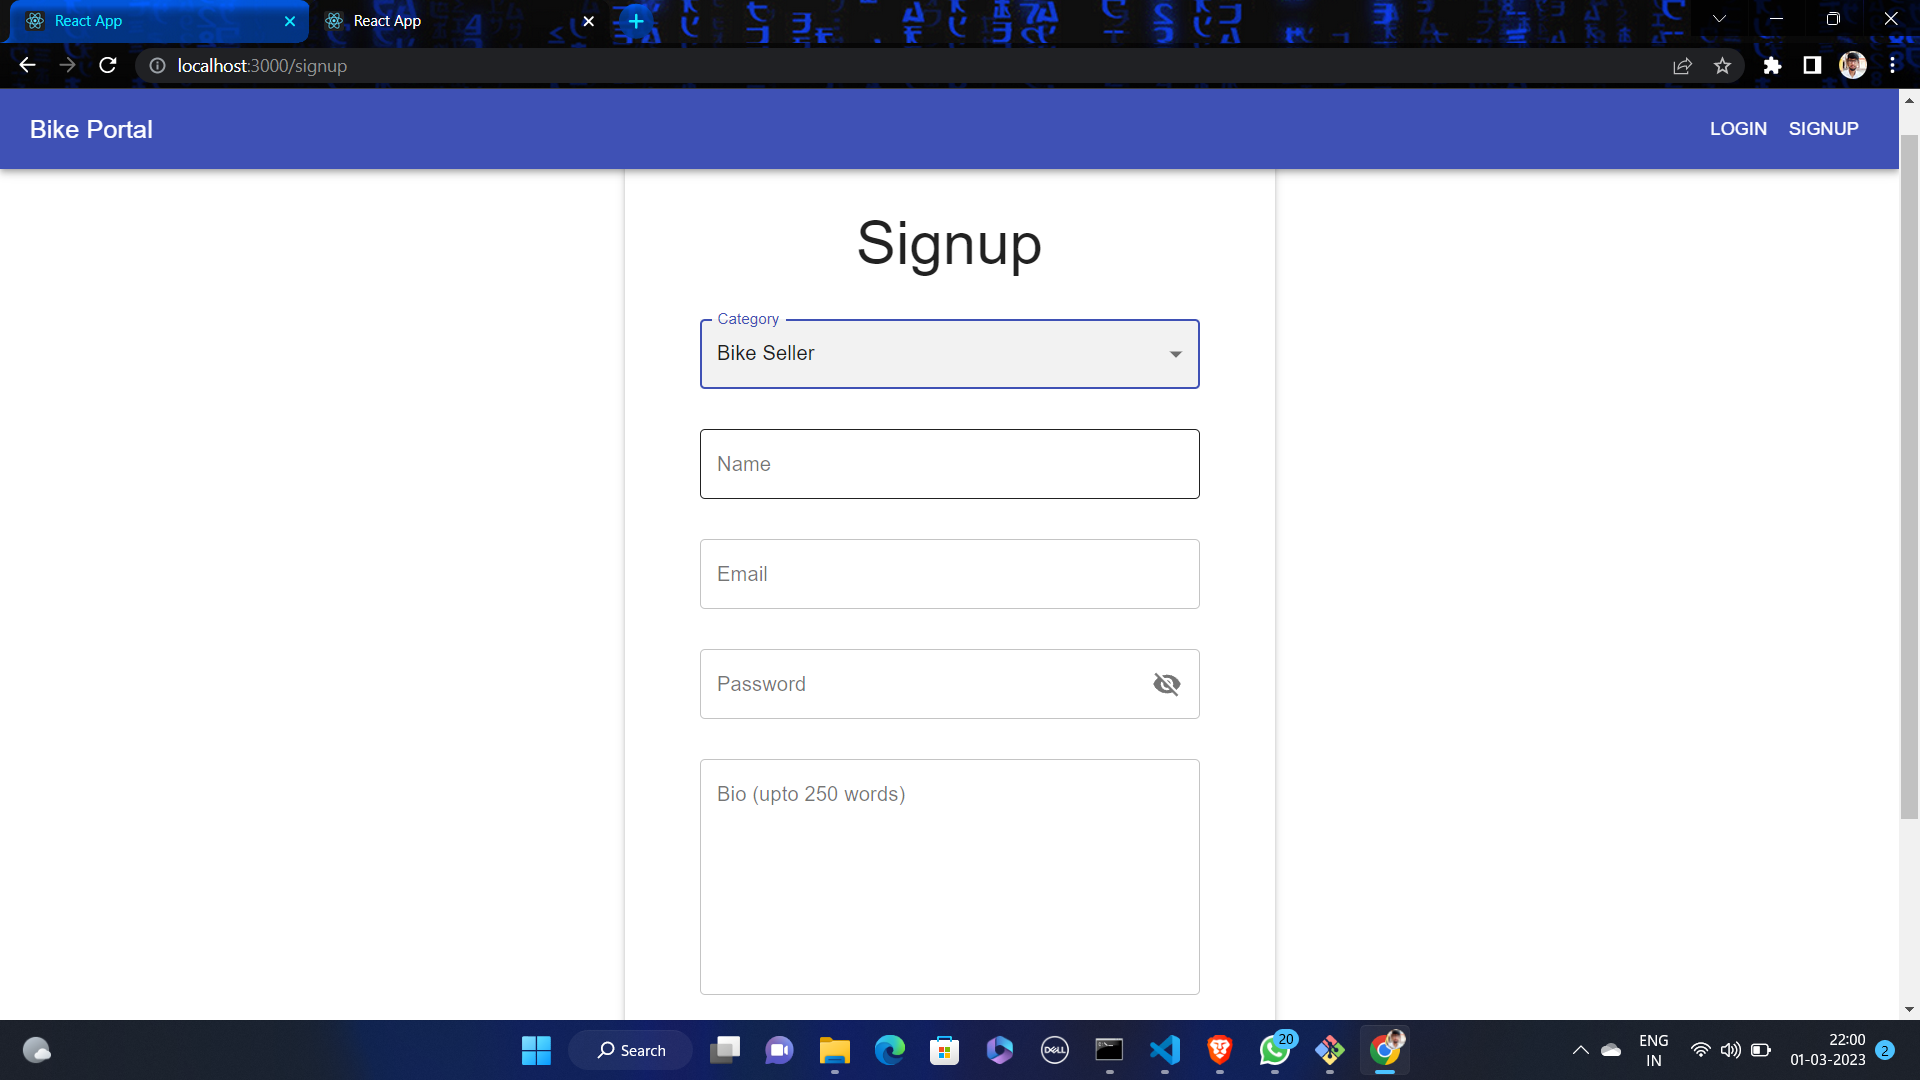 React App
React App
localhost:3000/signup
Bike Portal
LOGIN SIGNUP
Signup
Category
Bike Seller
Name
Email
Password
Bio (upto 250 words)
Search
DELL
20
ENG
IN
22:00
01-03-2023
2